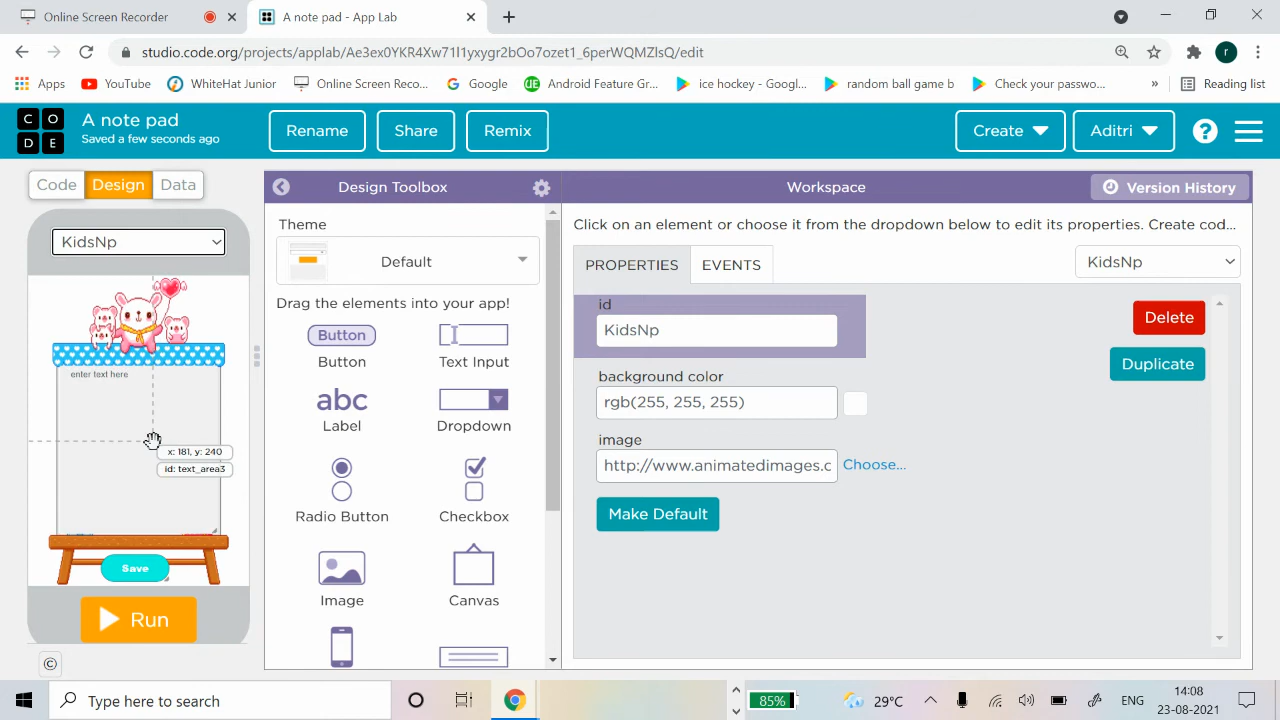 Online Screen Recorder
A note pad - App Lab
studio.code.org/projects/applab/Ae3ex0YKR4Xw71l1yxygr2bOo7ozet1_6perWQMZlsQ/edit
r
Apps
YouTube
WhiteHat Junior
Online Screen Reco...
Google
Android Feature Gr...
ice hockey - Googl...
random ball game b
Check your passwo...
»
Reading list
C O
D E
A note pad
Saved a few seconds ago
Rename
Share
Remix
Create
Aditri
?
Code
Design
Data
Design Toolbox
Workspace
Version History
KidsNp
Theme
Default
Drag the elements into your app!
Button
Button
Text Input
abc
Label
Dropdown
Radio Button
Checkbox
Image
Canvas
Click on an element or choose it from the dropdown below to edit its properties. Create cod...
PROPERTIES
EVENTS
KidsNp
id
KidsNp
Delete
Duplicate
background color
rgb(255, 255, 255)
image
http://www.animatedimages.c
Choose...
Make Default
enter text here
x: 181, y: 240
id: text_area3
Save
Run
©
Type here to search
85%
29°C
ENG
14:08
23-08-2021